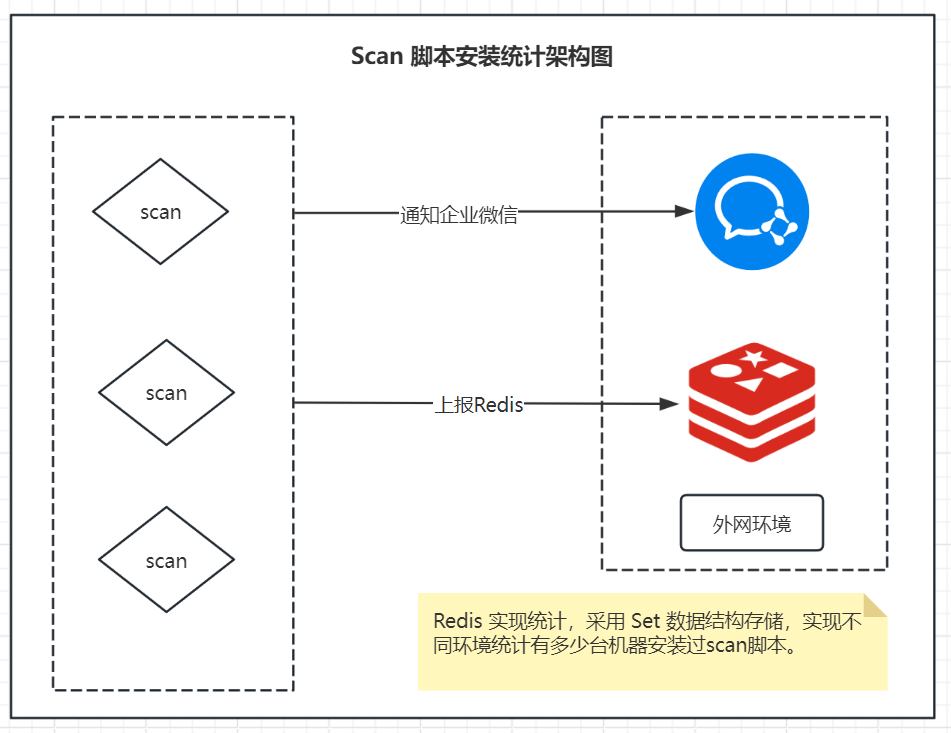 Scan 脚本安装统计架构图
scan
通知企业微信
scan
上报Redis
scan
外网环境
Redis 实现统计，采用 Set 数据结构存储，实现不
同环境统计有多少台机器安装过scan脚本。